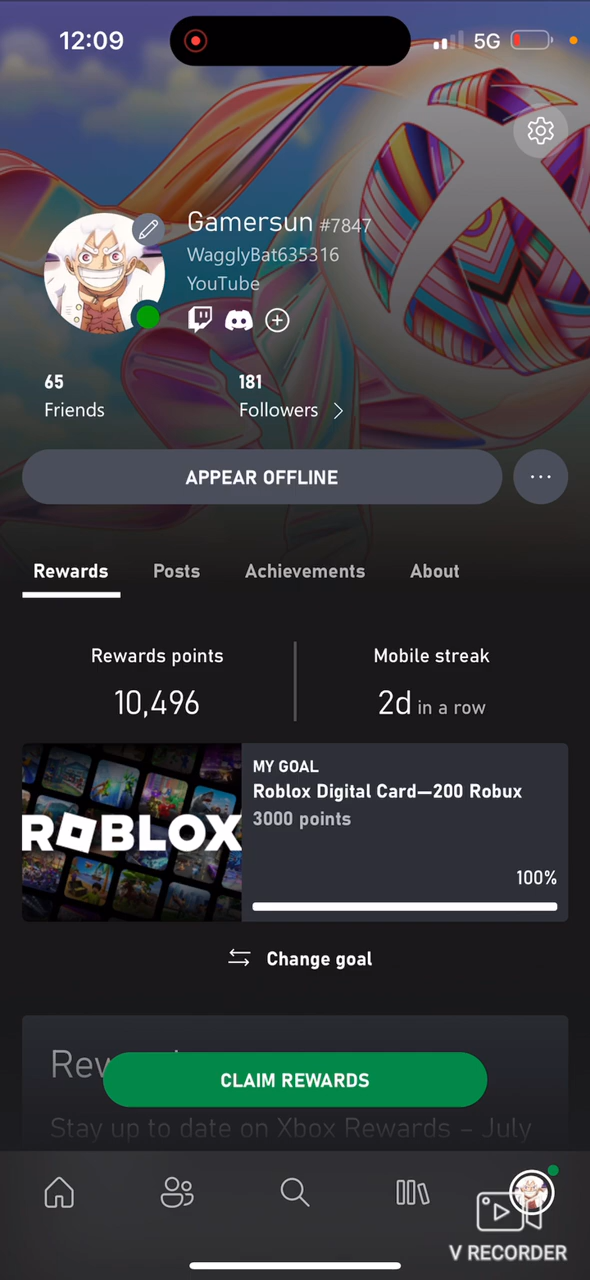 12:09
5G
Gamersun #7847
WagglyBat635316
YouTube
65
Friends
181
Followers
APPEAR OFFLINE
Rewards
Posts
Achievements
About
Rewards points
10,496
Mobile streak
2d in a row
ROBLOX
MY GOAL
Roblox Digital Card—200 Robux
3000 points
100%
Change goal
CLAIM REWARDS
Stay up to date on Xbox Rewards – July
V RECORDER